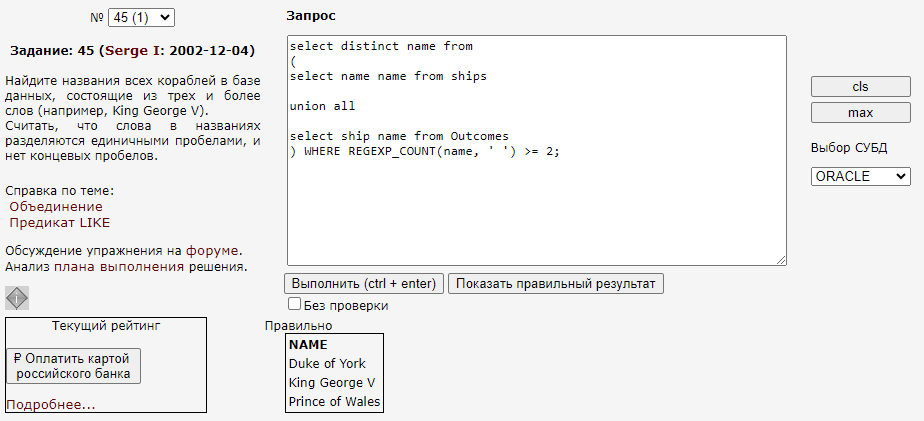 № 45 (1)
Задание: 45 (Serge I: 2002-12-04)
Найдите названия всех кораблей в базе
данных, состоящие из трех и более
слов (например, King George V).
Считать, что слова в названиях
разделяются единичными пробелами, и
нет концевых пробелов.
Справка по теме:
Объединение
Предикат LIKE
Обсуждение упражнения на форуме.
Анализ плана выполнения решения.
i
Текущий рейтинг
₽ Оплатить картой
российского банка
Подробнее...
Запрос
select distinct name from
(
select name name from ships
union all
select ship name from Outcomes
) WHERE REGEXP_COUNT(name, ' ') >= 2;
Выполнить (ctrl + enter) Показать правильный результат
Без проверки
Правильно
NAME
Duke of York
King George V
Prince of Wales
cls
max
Выбор СУБД
ORACLE